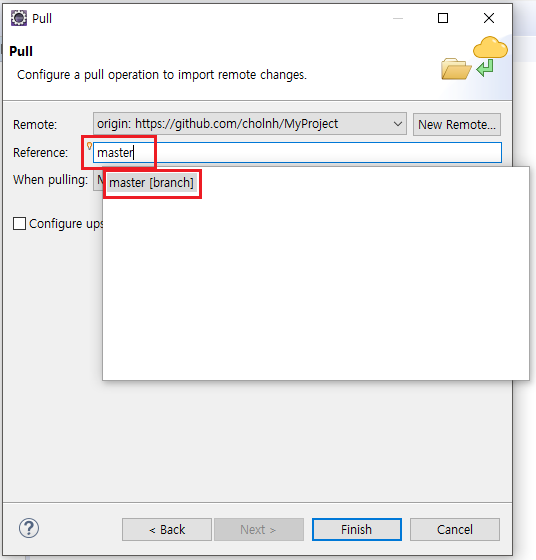 Pull
Pull
Configure a pull operation to import remote changes.
Remote: origin: https://github.com/cholnh/MyProject New Remote...
Reference: master
When pulling:
master [branch]
Configure ups
< Back Next > Finish Cancel